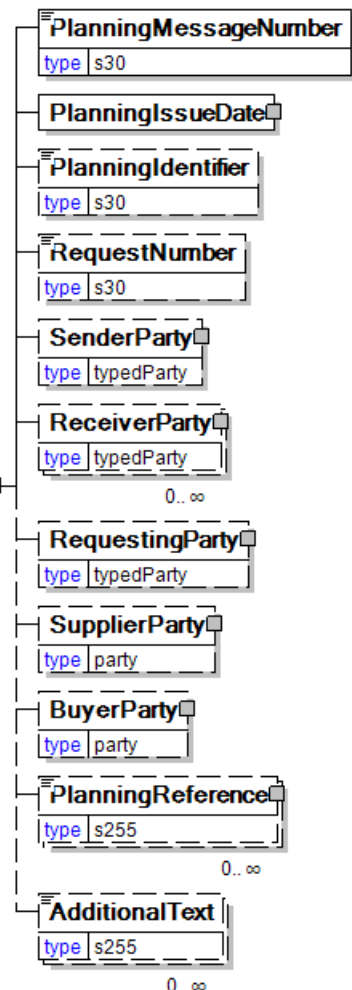 PlanningMessageNumber
type s30
PlanningIssueDate
PlanningIdentifier
type s30
RequestNumber
type s30
SenderParty
type typedParty
ReceiverParty
type typedParty
0.. ∞
RequestingParty
type typedParty
SupplierParty
type party
BuyerParty
type party
PlanningReference
type s255
0.. ∞
AdditionalText
type s255
0.. ∞